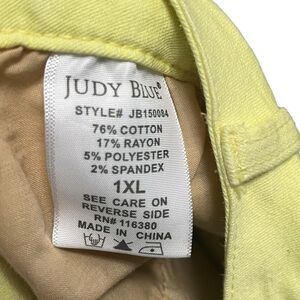 JUDY BLUE®
STYLE# JB150084
76% COTTON
17% RAYON
5% POLYESTER
2% SPANDEX
1XL
SEE CARE ON
REVERSE SIDE
RN# 116380
MADE IN CHINA